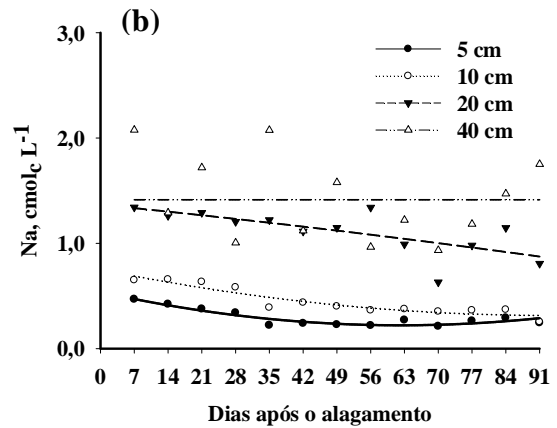 (b)
3,0
2,0
1,0
0,0
Na, cmol_c L^-1
5 cm
10 cm
20 cm
40 cm
0 7 14 21 28 35 42 49 56 63 70 77 84 91
Dias após o alagamento